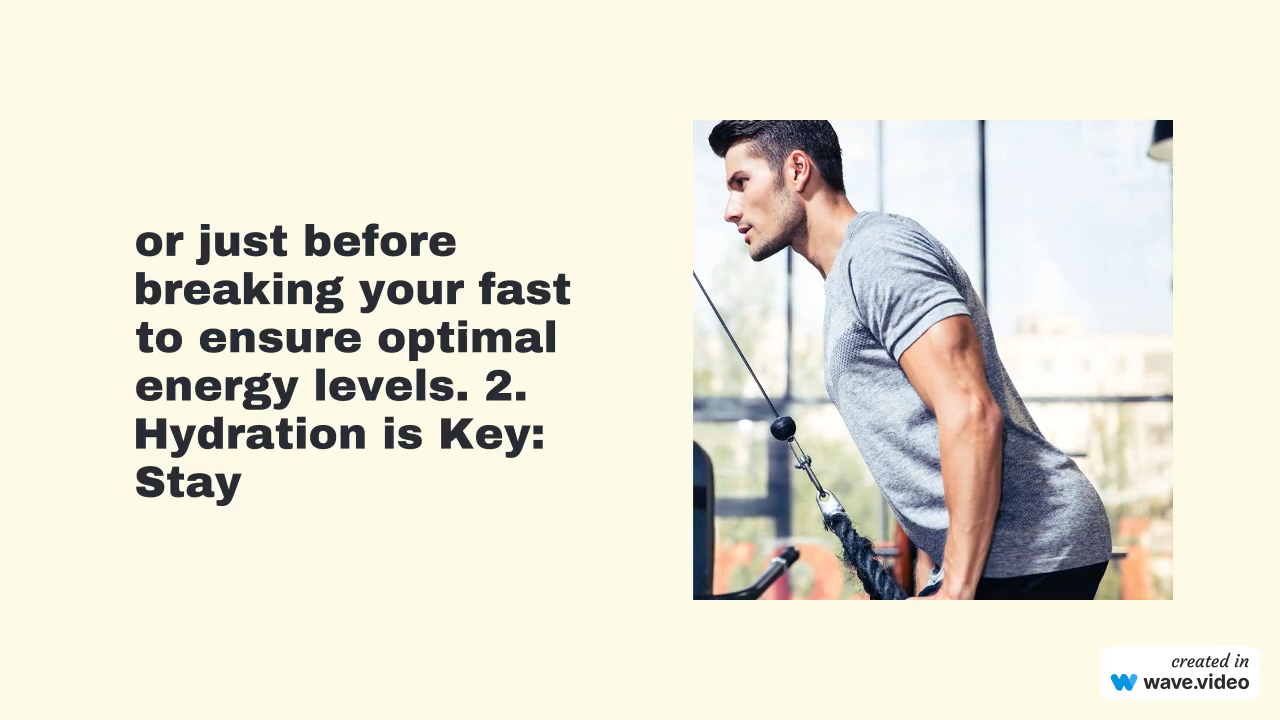 or just before
breaking your fast
to ensure optimal
energy levels. 2.
Hydration is Key:
Stay
created in
wave.video